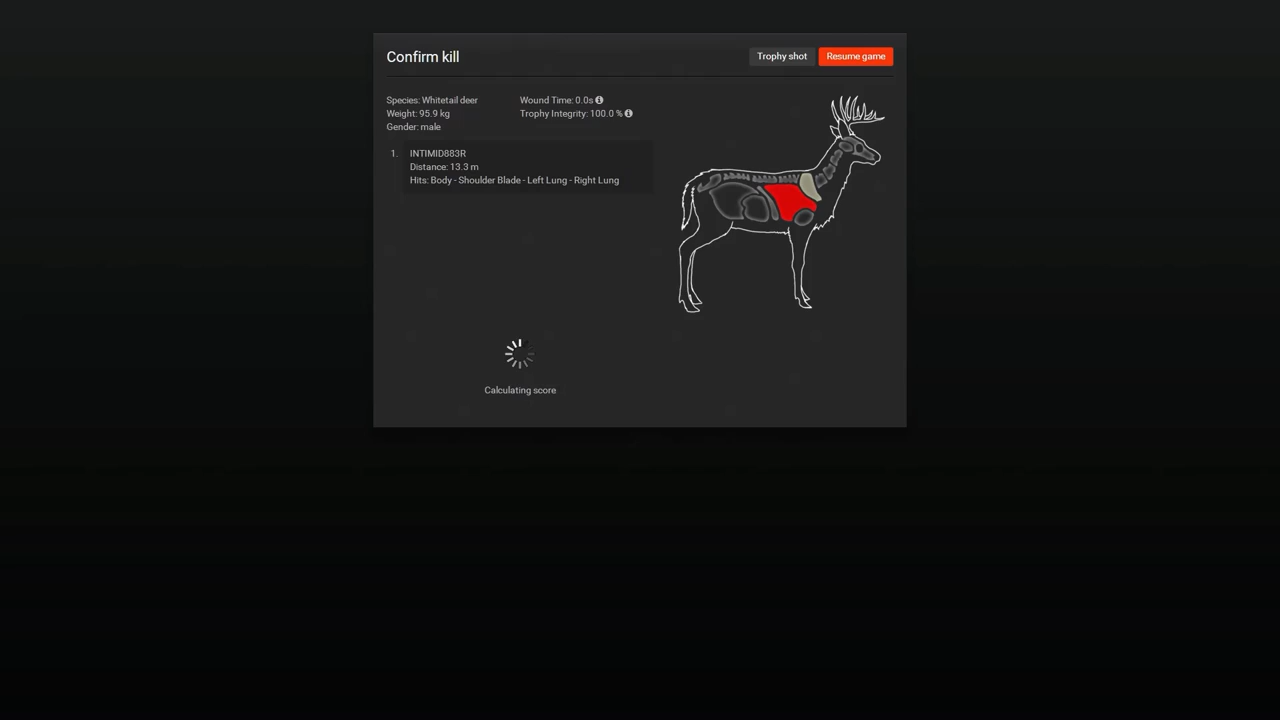 Confirm kill
Trophy shot
Resume game
Species: Whitetail deer
Weight: 95.9 kg
Gender: male
Wound Time: 0.0s
Trophy Integrity: 100.0 %
1. INTIMID883R
Distance: 13.3 m
Hits: Body - Shoulder Blade - Left Lung - Right Lung
Calculating score